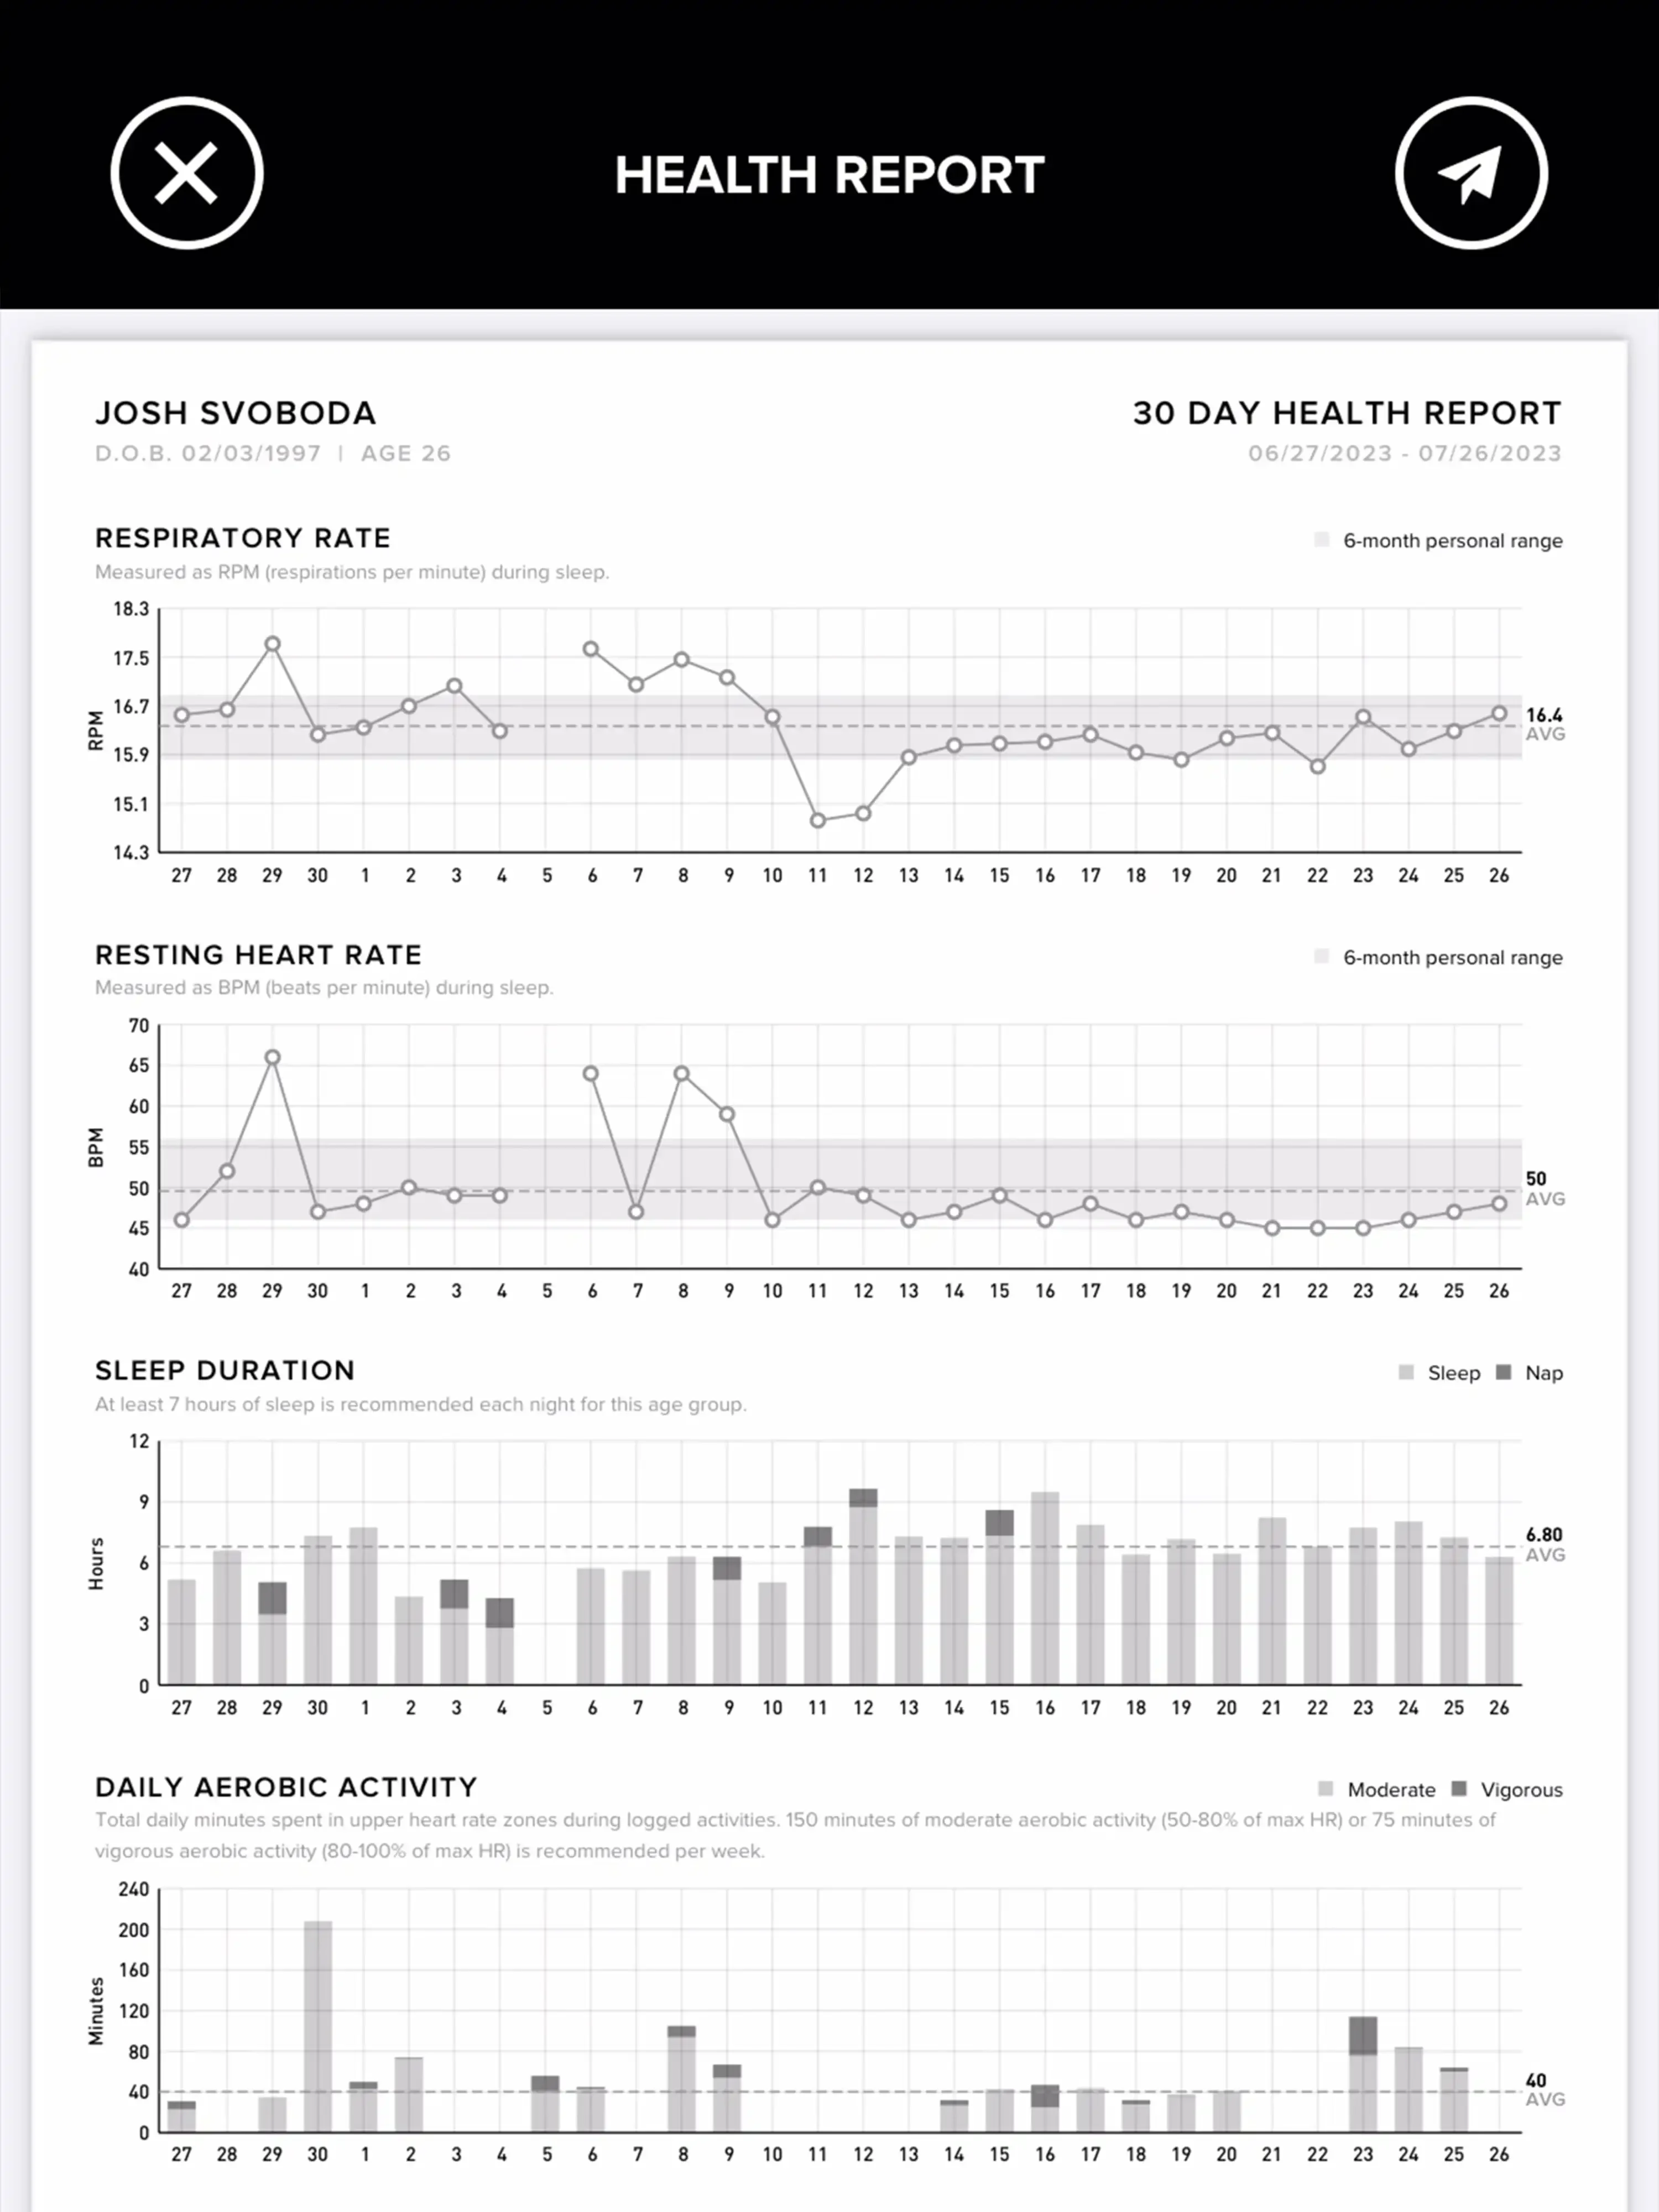 HEALTH REPORT
JOSH SVOBODA
D.O.B. 02/03/1997 | AGE 26
30 DAY HEALTH REPORT
06/27/2023 - 07/26/2023
RESPIRATORY RATE
6-month personal range
Measured as RPM (respirations per minute) during sleep.
RPM
18.3
17.5
16.7
15.9
15.1
14.3
16.4
AVG
27 28 29 30 1 2 3 4 5 6 7 8 9 10 11 12 13 14 15 16 17 18 19 20 21 22 23 24 25 26
RESTING HEART RATE
6-month personal range
Measured as BPM (beats per minute) during sleep.
BPM
70
65
60
55
50
45
40
50
AVG
27 28 29 30 1 2 3 4 5 6 7 8 9 10 11 12 13 14 15 16 17 18 19 20 21 22 23 24 25 26
SLEEP DURATION
Sleep Nap
At least 7 hours of sleep is recommended each night for this age group.
Hours
12
9
6
3
0
6.80
AVG
27 28 29 30 1 2 3 4 5 6 7 8 9 10 11 12 13 14 15 16 17 18 19 20 21 22 23 24 25 26
DAILY AEROBIC ACTIVITY
Moderate Vigorous
Total daily minutes spent in upper heart rate zones during logged activities. 150 minutes of moderate aerobic activity (50-80% of max HR) or 75 minutes of
vigorous aerobic activity (80-100% of max HR) is recommended per week.
Minutes
240
200
160
120
80
40
0
40
AVG
27 28 29 30 1 2 3 4 5 6 7 8 9 10 11 12 13 14 15 16 17 18 19 20 21 22 23 24 25 26